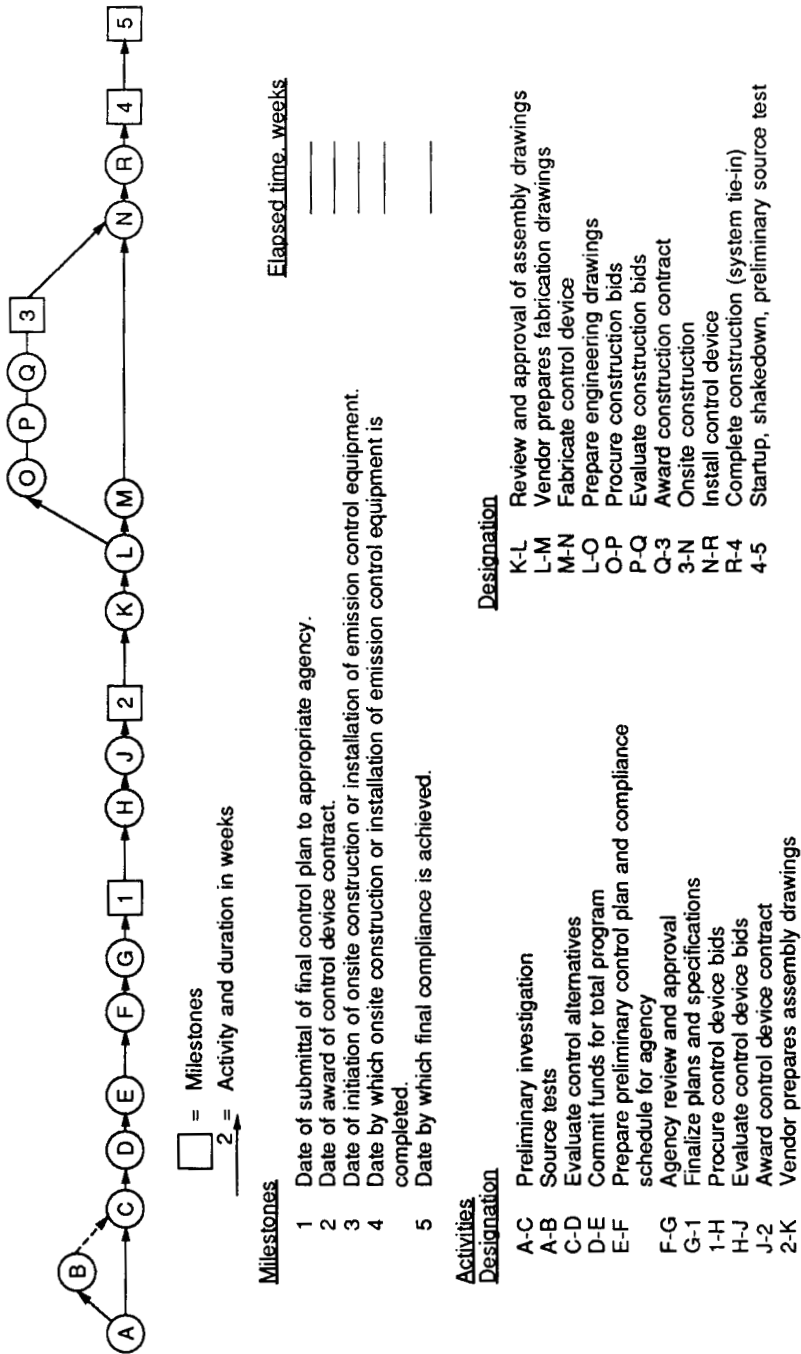 A
B
C
D
E
F
G
1
H
J
2
K
L
M
O
P
Q
3
N
R
4
5
= Milestones
2 = Activity and duration in weeks
Milestones
Elapsed time, weeks
1 Date of submittal of final control plan to appropriate agency.
2 Date of award of control device contract.
3 Date of initiation of onsite construction or installation of emission control equipment.
4 Date by which onsite construction or installation of emission control equipment is
completed.
5 Date by which final compliance is achieved.
Activities
Designation
A-C Preliminary investigation
A-B Source tests
C-D Evaluate control alternatives
D-E Commit funds for total program
E-F Prepare preliminary control plan and compliance
schedule for agency
F-G Agency review and approval
G-1 Finalize plans and specifications
1-H Procure control device bids
H-J Evaluate control device bids
J-2 Award control device contract
2-K Vendor prepares assembly drawings
Designation
K-L Review and approval of assembly drawings
L-M Vendor prepares fabrication drawings
M-N Fabricate control device
L-O Prepare engineering drawings
O-P Procure construction bids
P-Q Evaluate construction bids
Q-3 Award construction contract
3-N Onsite construction
N-R Install control device
R-4 Complete construction (system tie-in)
4-5 Startup, shakedown, preliminary source test